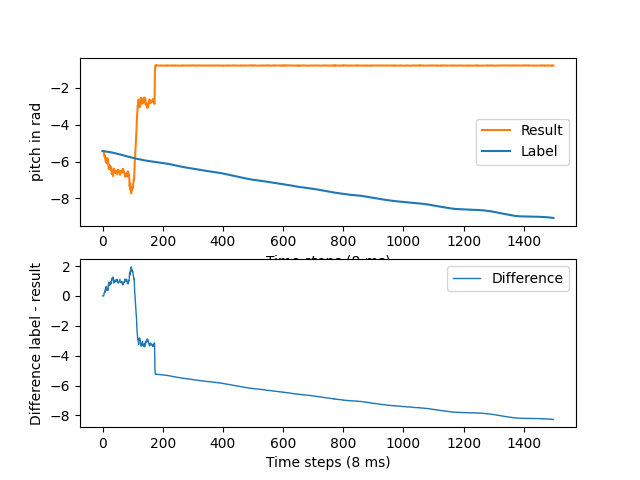 −2
−4
−6
−8
pitch in rad
Result
Label
0 200 400 600 800 1000 1200 1400
Time steps (8 ms)
2
0
−2
−4
−6
−8
Difference label - result
Difference
0 200 400 600 800 1000 1200 1400
Time steps (8 ms)